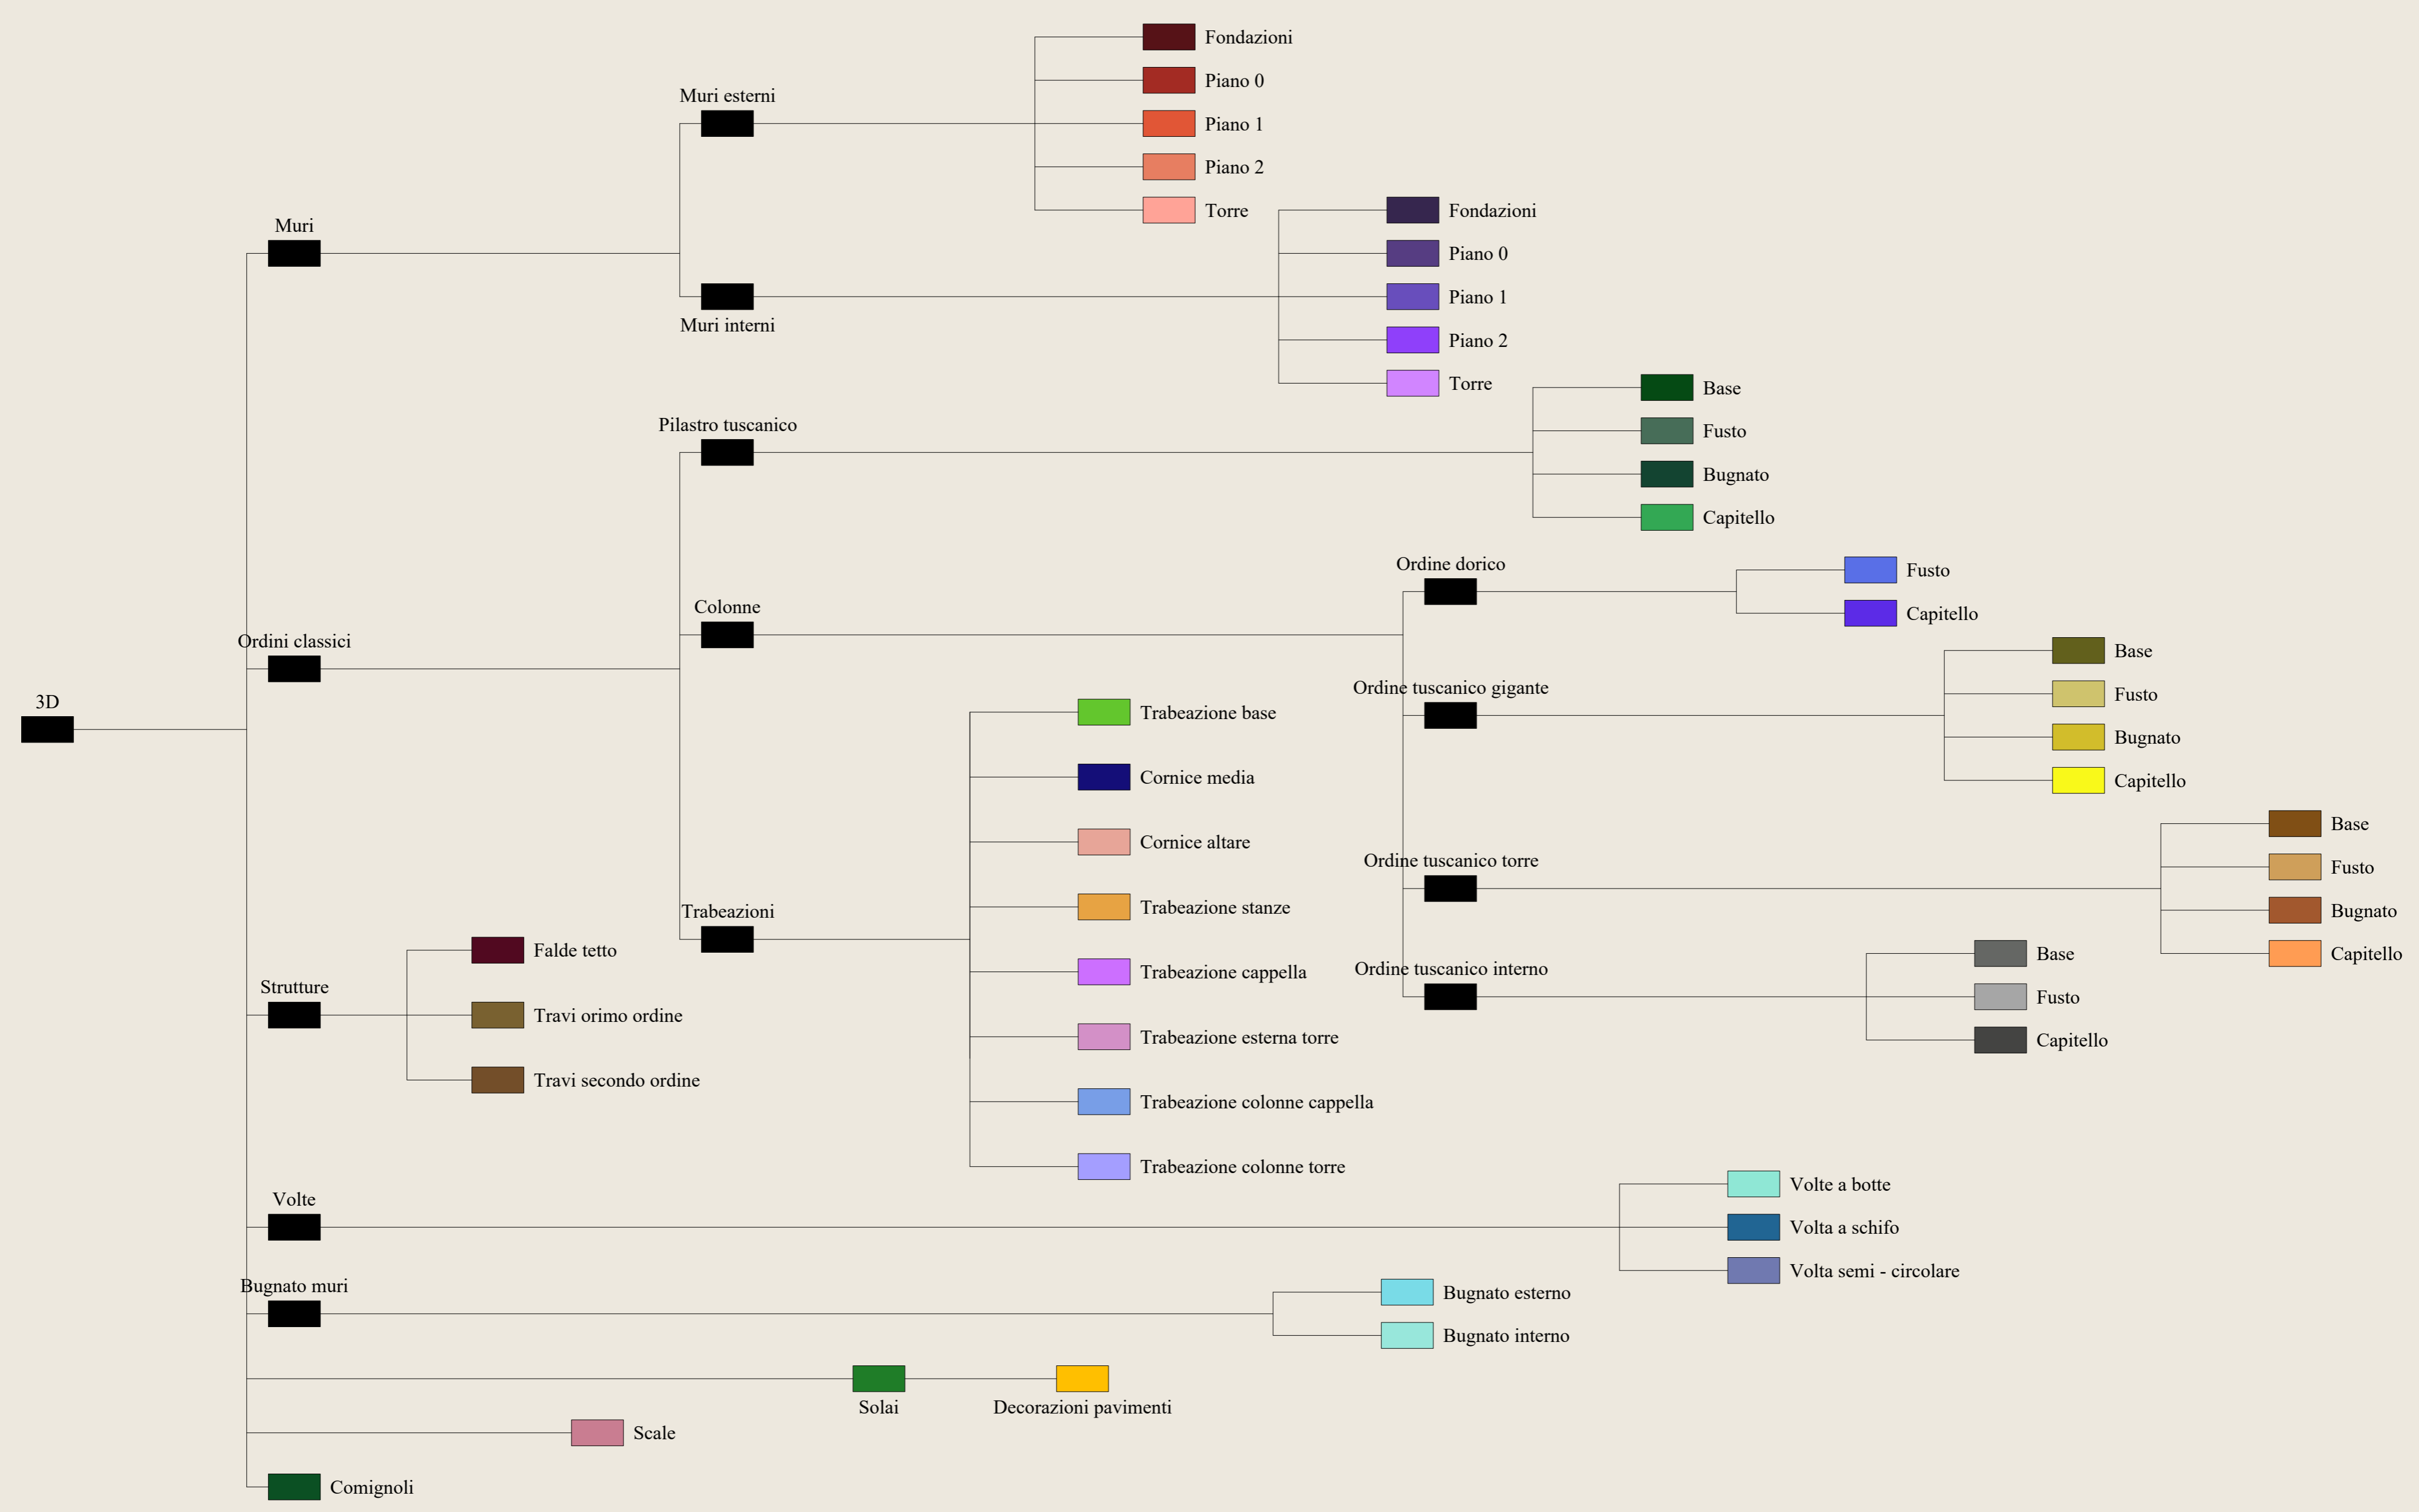 Fondazioni
Piano 0
Muri esterni
Piano 1
Piano 2
Torre
Fondazioni
Muri
Piano 0
Piano 1
Muri interni
Piano 2
Torre
Base
Pilastro tuscanico
Fusto
Bugnato
Capitello
Ordine dorico
Fusto
Colonne
Capitello
Ordini classici
Base
Ordine tuscanico gigante
Fusto
3D
Trabeazione base
Bugnato
Cornice media
Capitello
Base
Cornice altare
Ordine tuscanico torre
Fusto
Trabeazioni
Trabeazione stanze
Bugnato
Falde tetto
Capitello
Base
Ordine tuscanico interno
Trabeazione cappella
Strutture
Fusto
Travi orimo ordine
Trabeazione esterna torre
Capitello
Travi secondo ordine
Trabeazione colonne cappella
Trabeazione colonne torre
Volte a botte
Volte
Volta a schifo
Volta semi - circolare
Bugnato muri
Bugnato esterno
Bugnato interno
Solai
Decorazioni pavimenti
Scale
Comignoli